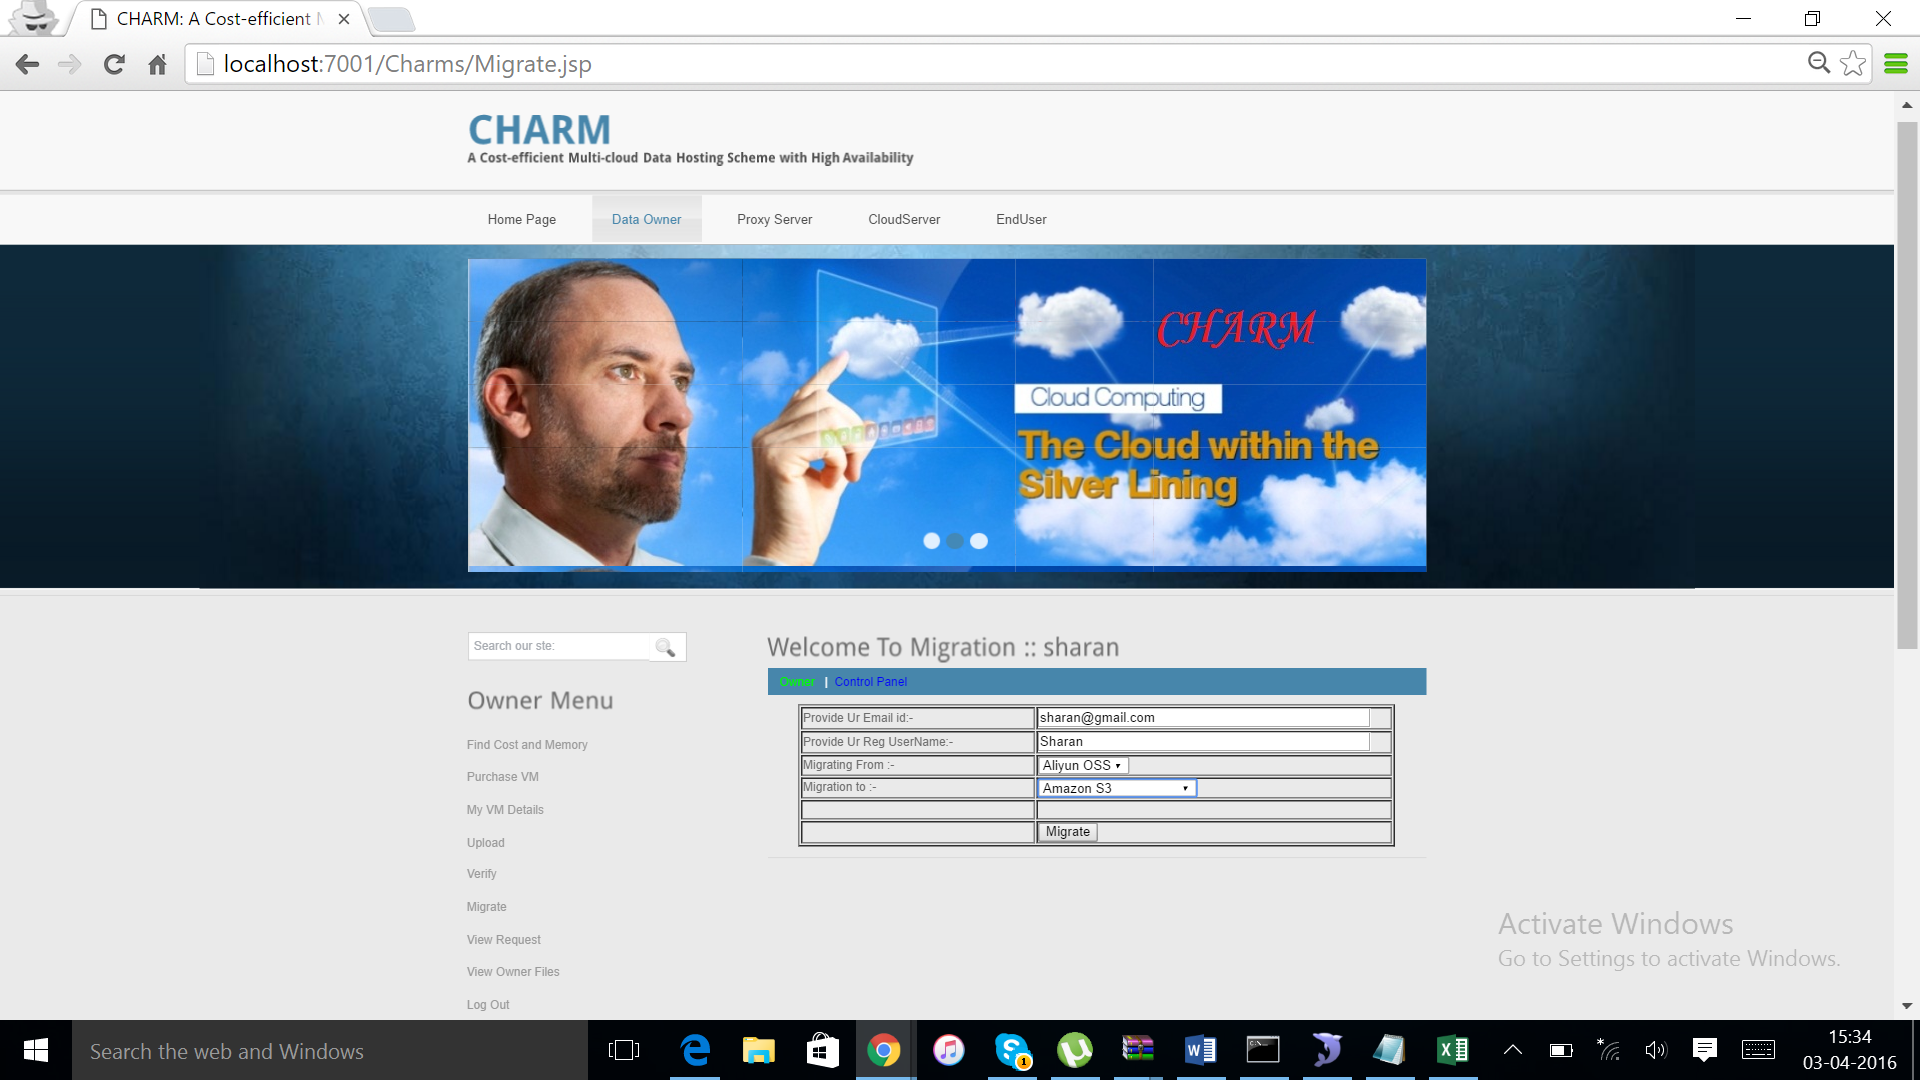 CHARM: A Cost-efficient
localhost:7001/Charms/Migrate.jsp
CHARM
A Cost-efficient Multi-cloud Data Hosting Scheme with High Availability
Home Page
Data Owner
Proxy Server
CloudServer
EndUser
CHARM
Cloud Computing
The Cloud within the
Silver Lining
Search our ste:
Owner Menu
Find Cost and Memory
Purchase VM
My VM Details
Upload
Verify
Migrate
View Request
View Owner Files
Log Out
Welcome To Migration :: sharan
Owner | Control Panel
Provide Ur Email id:- sharan@gmail.com
Provide Ur Reg UserName:- Sharan
Migrating From :- Aliyun OSS
Migration to :- Amazon S3
Migrate
Activate Windows
Go to Settings to activate Windows.
Search the web and Windows
1
15:34
03-04-2016